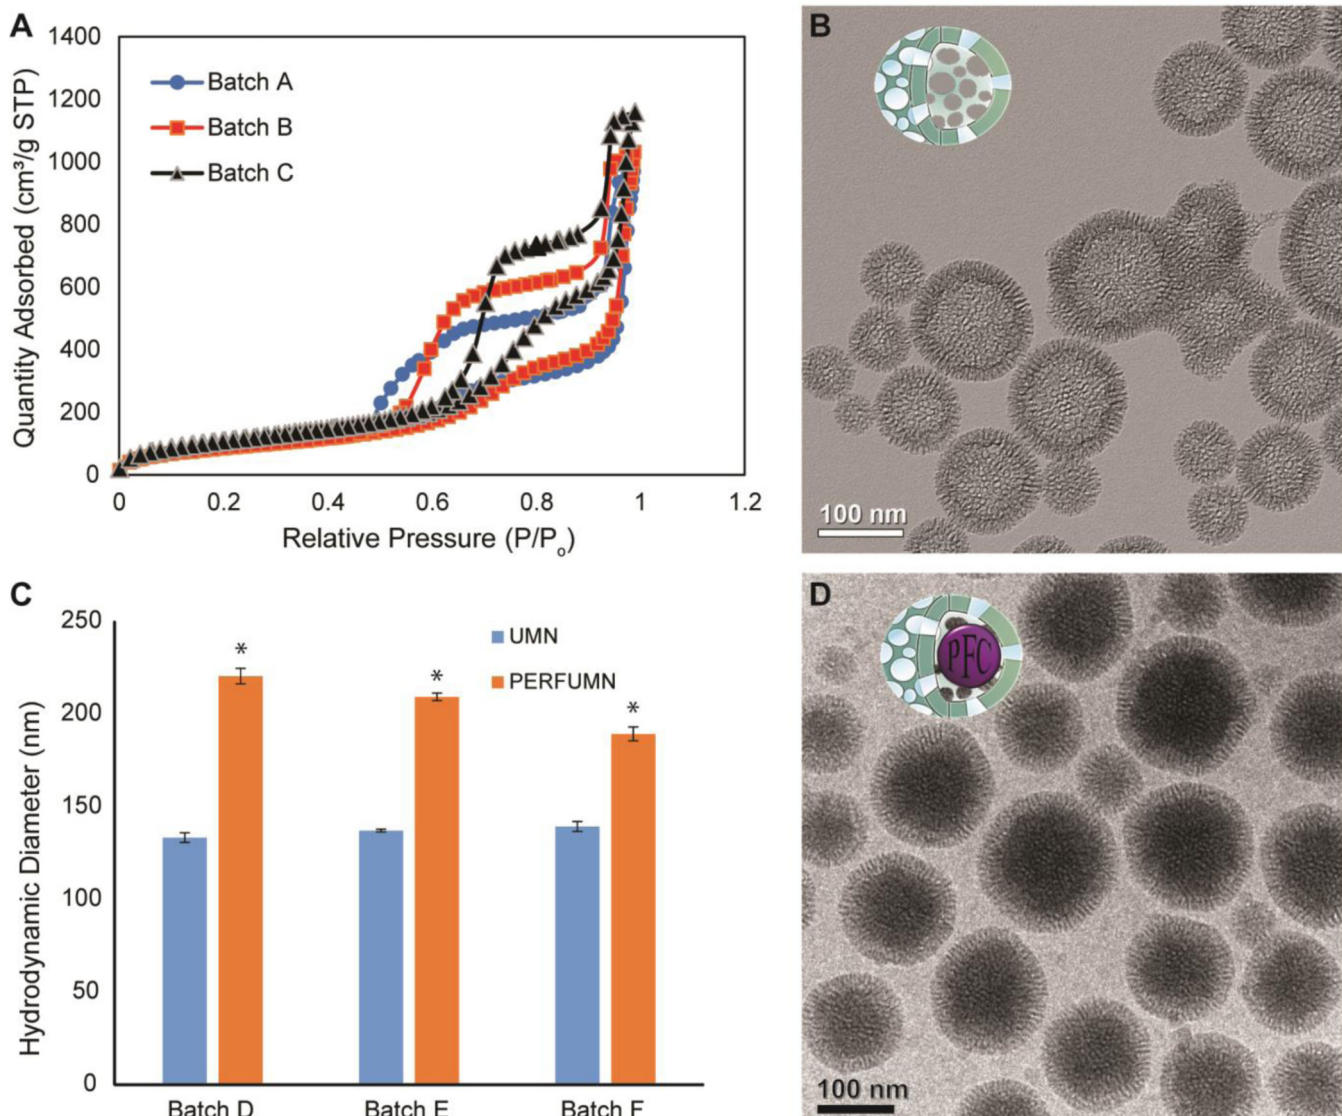 A
1400
1200
1000
800
600
400
200
0
Quantity Adsorbed (cm³/g STP)
Batch A
Batch B
Batch C
0 0.2 0.4 0.6 0.8 1 1.2
Relative Pressure (P/Po)
B
100 nm
C
250
200
150
100
50
0
Hydrodynamic Diameter (nm)
UMN
PERFUMN
* * *
Batch D Batch E Batch F
D
PFC
100 nm